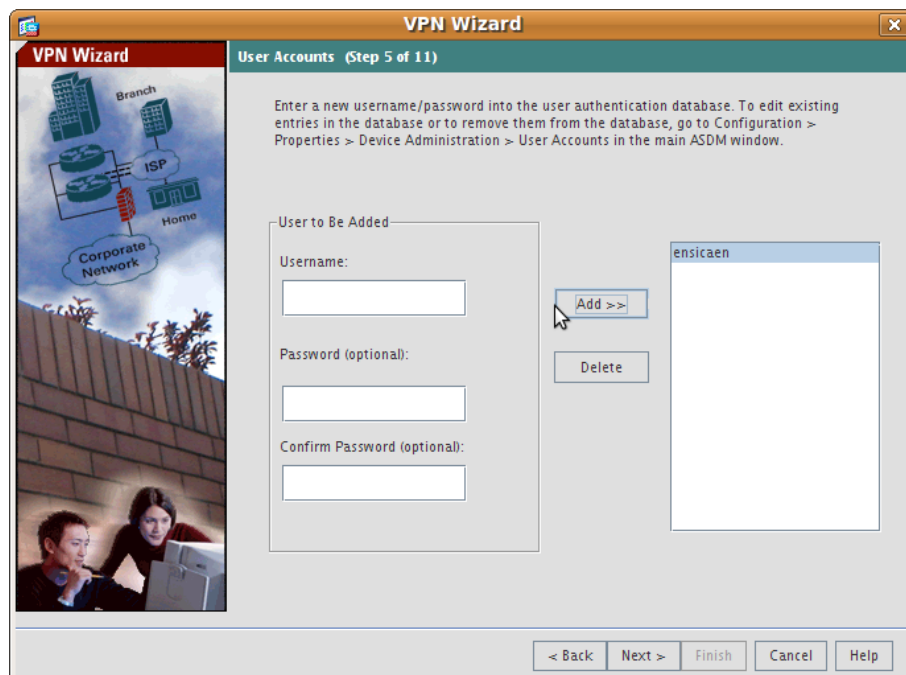 VPN Wizard
VPN Wizard
User Accounts (Step 5 of 11)
Branch
ISP
Home
Corporate
Network
Enter a new username/password into the user authentication database. To edit existing
entries in the database or to remove them from the database, go to Configuration >
Properties > Device Administration > User Accounts in the main ASDM window.
User to Be Added
Username:
Password (optional):
Confirm Password (optional):
Add >>
Delete
ensicaen
< Back
Next >
Finish
Cancel
Help